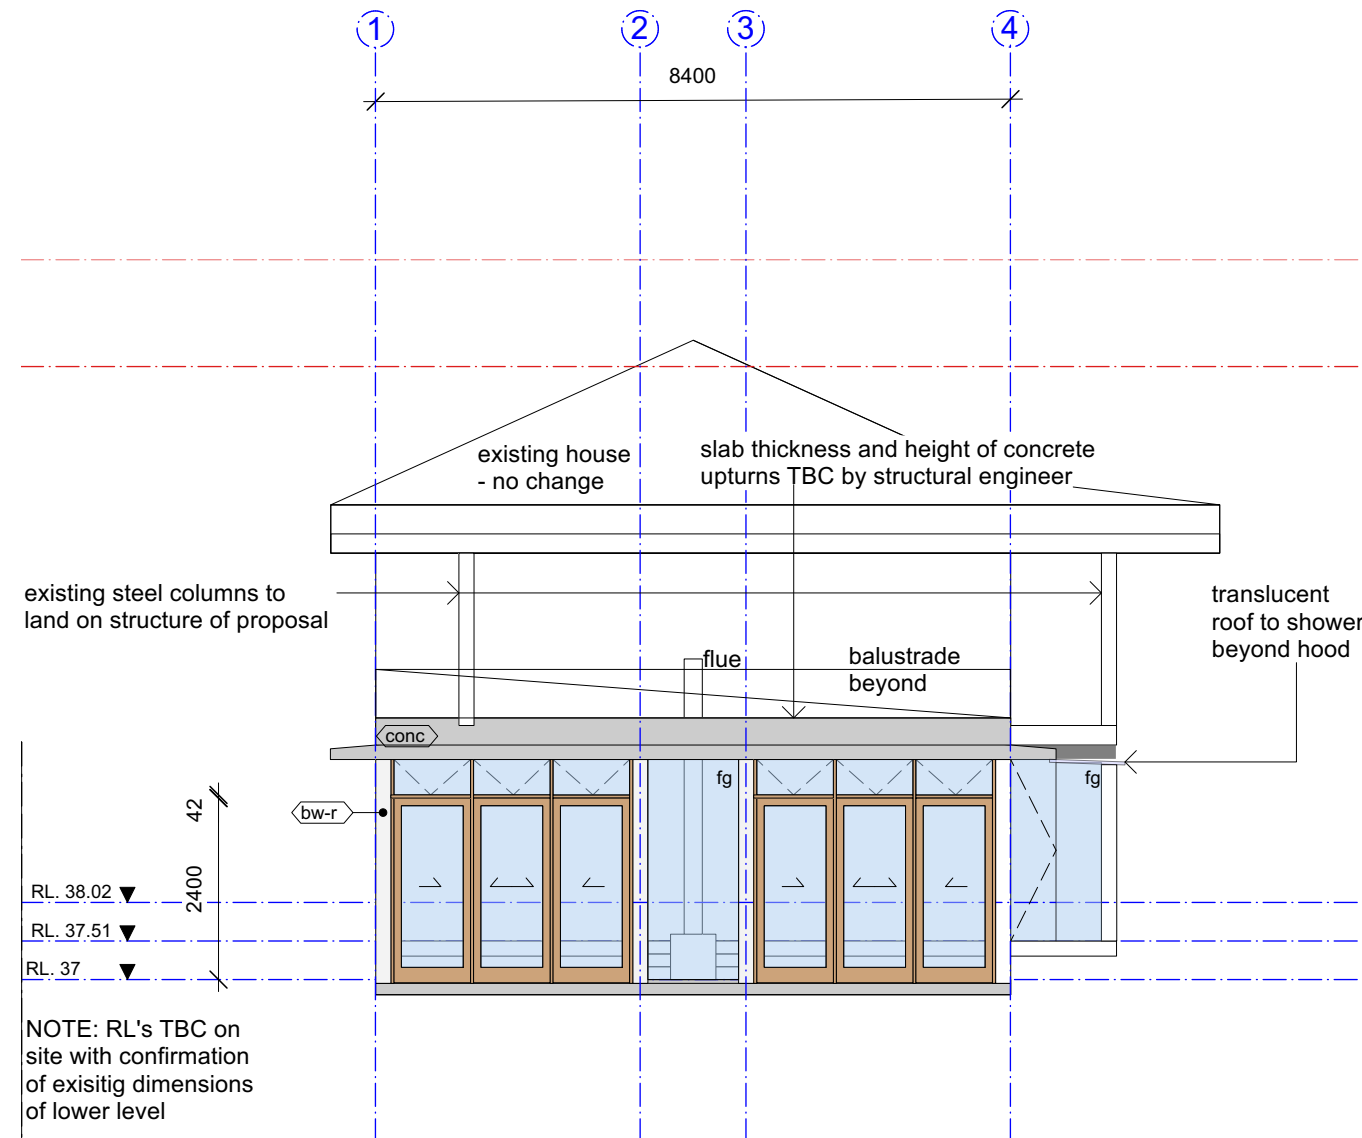 1 2 3 4
8400
existing house
- no change
slab thickness and height of concrete
upturns TBC by structural engineer
existing steel columns to
land on structure of proposal
translucent
roof to shower
beyond hood
flue
balustrade
beyond
conc
fg
fg
bw-r
42
2400
RL. 38.02
RL. 37.51
RL. 37
NOTE: RL's TBC on
site with confirmation
of exisitig dimensions
of lower level